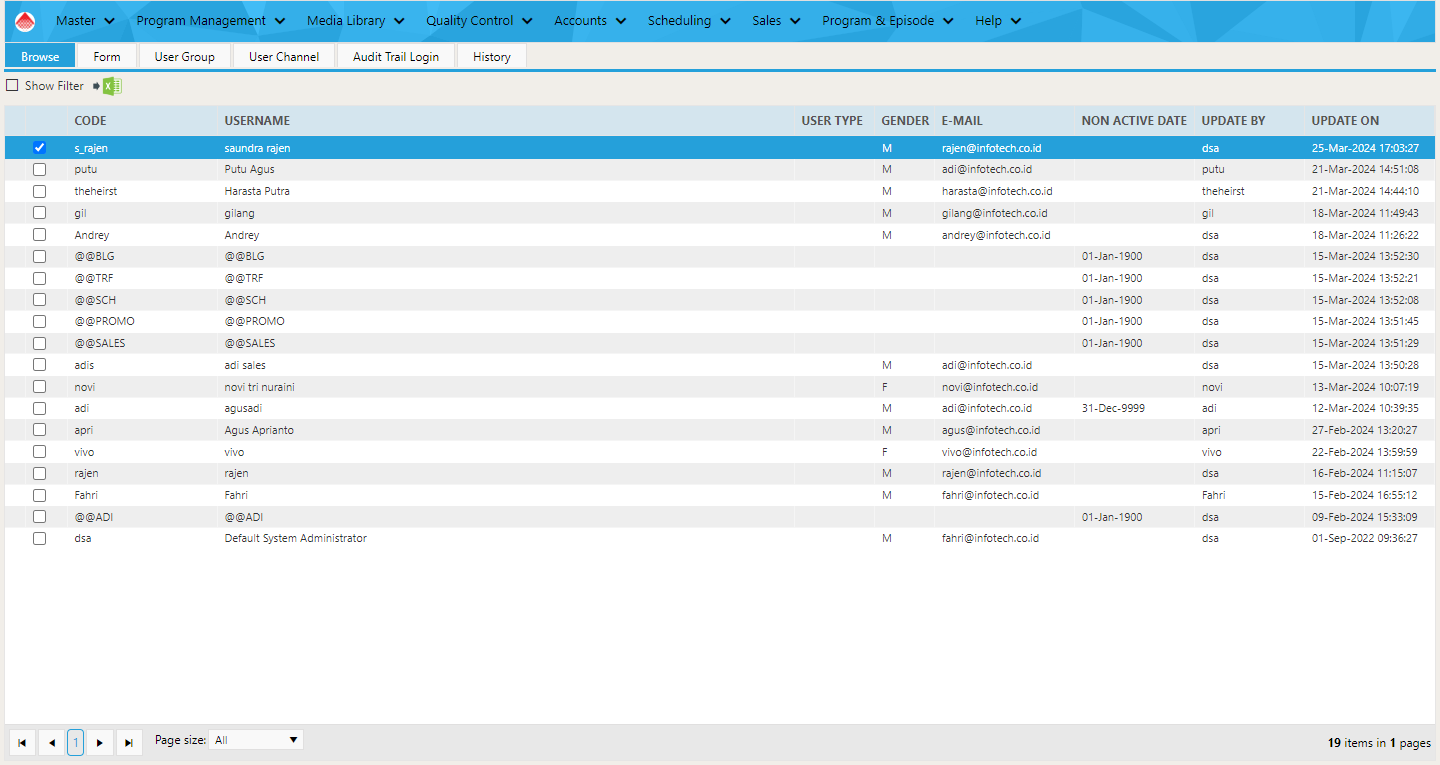 Master Program Management Media Library Quality Control Accounts Scheduling Sales Program & Episode Help
Browse Form User Group User Channel Audit Trail Login History
Show Filter
CODE USERNAME USER TYPE GENDER E-MAIL NON ACTIVE DATE UPDATE BY UPDATE ON
s_rajen saundra rajen M rajen@infotech.co.id dsa 25-Mar-2024 17:03:27
putu Putu Agus M adi@infotech.co.id putu 21-Mar-2024 14:51:08
theheirst Harasta Putra M harasta@infotech.co.id theheirst 21-Mar-2024 14:44:10
gil gilang M gilang@infotech.co.id gil 18-Mar-2024 11:49:43
Andrey Andrey M andrey@infotech.co.id dsa 18-Mar-2024 11:26:22
@@BLG @@BLG 01-Jan-1900 dsa 15-Mar-2024 13:52:30
@@TRF @@TRF 01-Jan-1900 dsa 15-Mar-2024 13:52:21
@@SCH @@SCH 01-Jan-1900 dsa 15-Mar-2024 13:52:08
@@PROMO @@PROMO 01-Jan-1900 dsa 15-Mar-2024 13:51:45
@@SALES @@SALES 01-Jan-1900 dsa 15-Mar-2024 13:51:29
adis adi sales M adi@infotech.co.id dsa 15-Mar-2024 13:50:28
novi novi tri nuraini F novi@infotech.co.id novi 13-Mar-2024 10:07:19
adi agusadi M adi@infotech.co.id 31-Dec-9999 adi 12-Mar-2024 10:39:35
apri Agus Aprianto M agus@infotech.co.id apri 27-Feb-2024 13:20:27
vivo vivo F vivo@infotech.co.id vivo 22-Feb-2024 13:59:59
rajen rajen M rajen@infotech.co.id dsa 16-Feb-2024 11:15:07
Fahri Fahri M fahri@infotech.co.id Fahri 15-Feb-2024 16:55:12
@@ADI @@ADI 01-Jan-1900 dsa 09-Feb-2024 15:33:09
dsa Default System Administrator M fahri@infotech.co.id dsa 01-Sep-2022 09:36:27
1 Page size: All 19 items in 1 pages